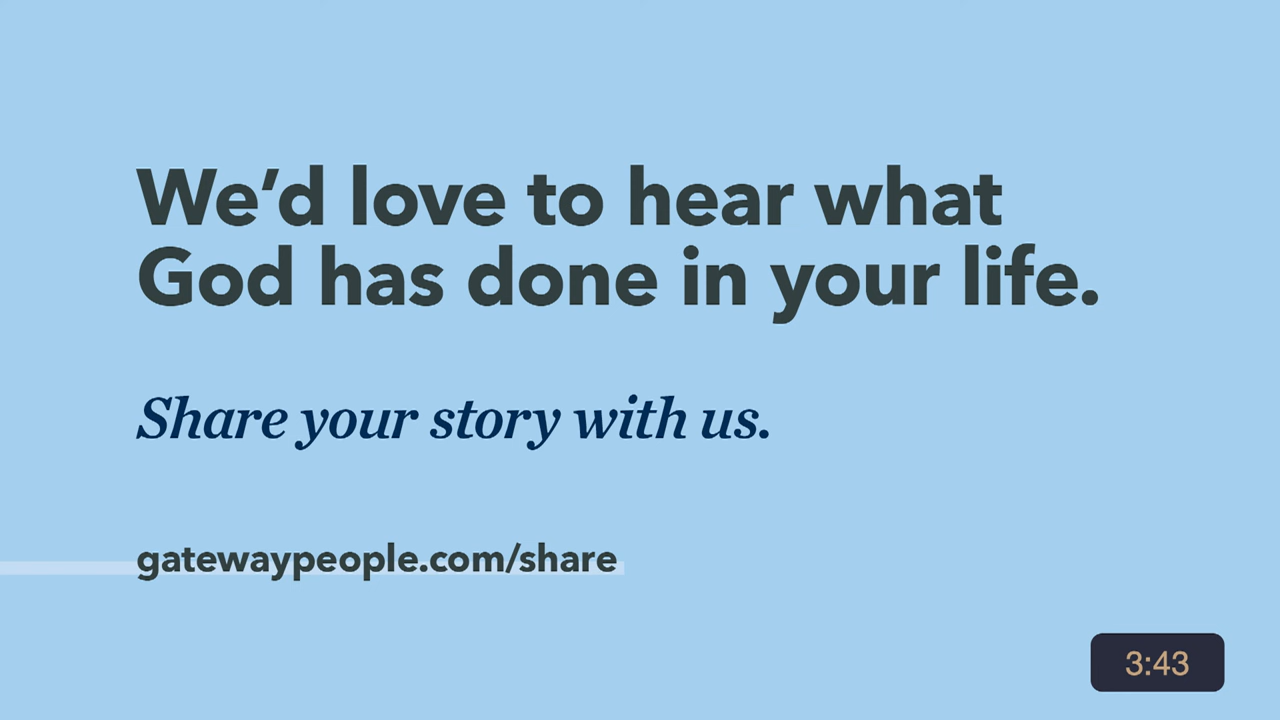 We’d love to hear what
God has done in your life.
Share your story with us.
gatewaypeople.com/share
3:43